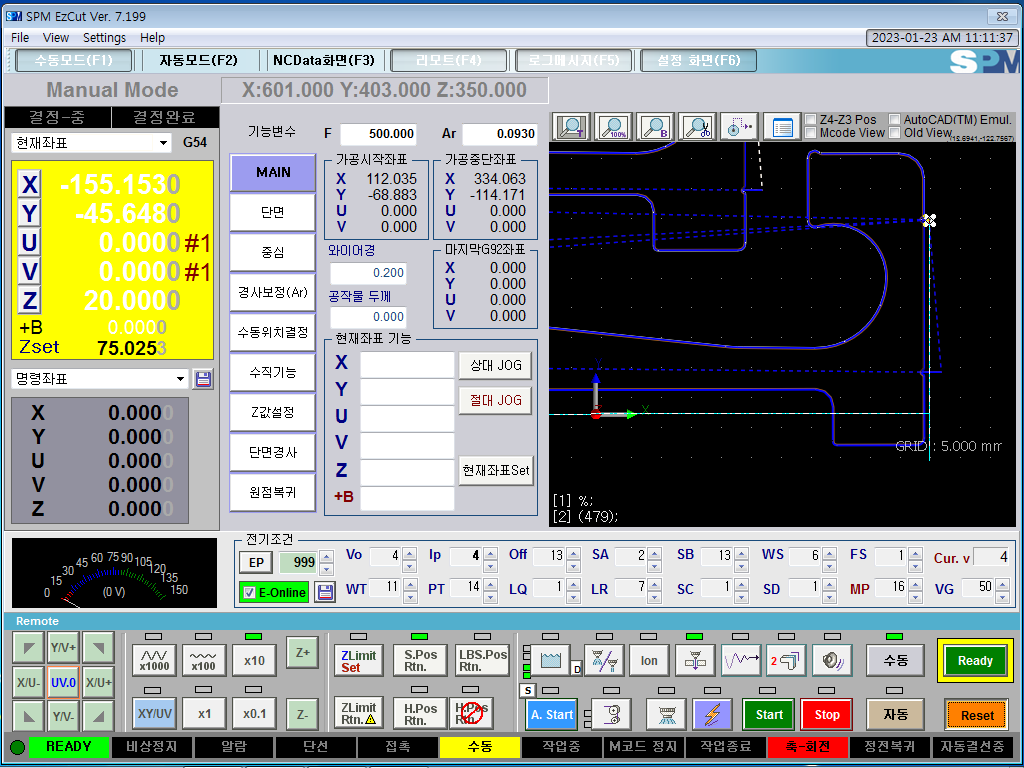 SPM EzCut Ver. 7.199
File View Settings Help
2023-01-23 AM 11:11:37
수동모드(F1) 자동모드(F2) NCData화면(F3) 리모트(F4) 로그메시지(F5) 설정 화면(F6)
SPM
Manual Mode X:601.000 Y:403.000 Z:350.000
결정-중 결정완료
현재좌표 G54
X -155.1530
Y -45.6480
U 0.0000 #1
V 0.0000 #1
Z 20.0000
+B 0.0000
Zset 75.0253
명령좌표
X 0.0000
Y 0.0000
U 0.0000
V 0.0000
Z 0.0000
기능변수 F 500.000 Ar 0.0930
MAIN
단면
중심
경사보정(Ar)
수동위치결정
수직기능
Z값설정
단면경사
원점복귀
가공시작좌표
X 112.035
Y -68.883
U 0.000
V 0.000
가공중단좌표
X 334.063
Y -114.171
U 0.000
V 0.000
와이어경
0.200
공작물 두께
0.000
마지막G92좌표
X 0.000
Y 0.000
U 0.000
V 0.000
현재좌표 기능
X
Y
U
V
Z
+B
상대 JOG
절대 JOG
현재좌표Set
T 100% B
Z4-Z3 Pos AutoCAD(TM) Emul.
Mcode View Old View
(15.6941 -122.7567)
Y
X
GRID : 5.000 mm
[1] %;
[2] (479);
0 15 30 45 60 75 90 105 120 135 150
(0 V)
전기조건
EP 999
E-Online
Vo 4 Ip 4 Off 13 SA 2 SB 13 WS 6 FS 1 Cur. v 4
WT 11 PT 14 LQ 1 LR 7 SC 1 SD 1 MP 16 VG 50
Remote
Y/V+
X/U- UV.0 X/U+
Y/V-
x1000 x100 x10 Z+
XY/UV x1 x0.1 Z-
ZLimit Set S.Pos Rtn. LBS.Pos Rtn.
ZLimit Rtn. H.Pos Rtn. H.Pos Rtn.
D Ion 2 수동 Ready
S A. Start Start Stop 자동 Reset
READY 비상정지 알람 단선 접촉 수동 작업중 M코드 정지 작업종료 축-회전 정전복귀 자동결선중